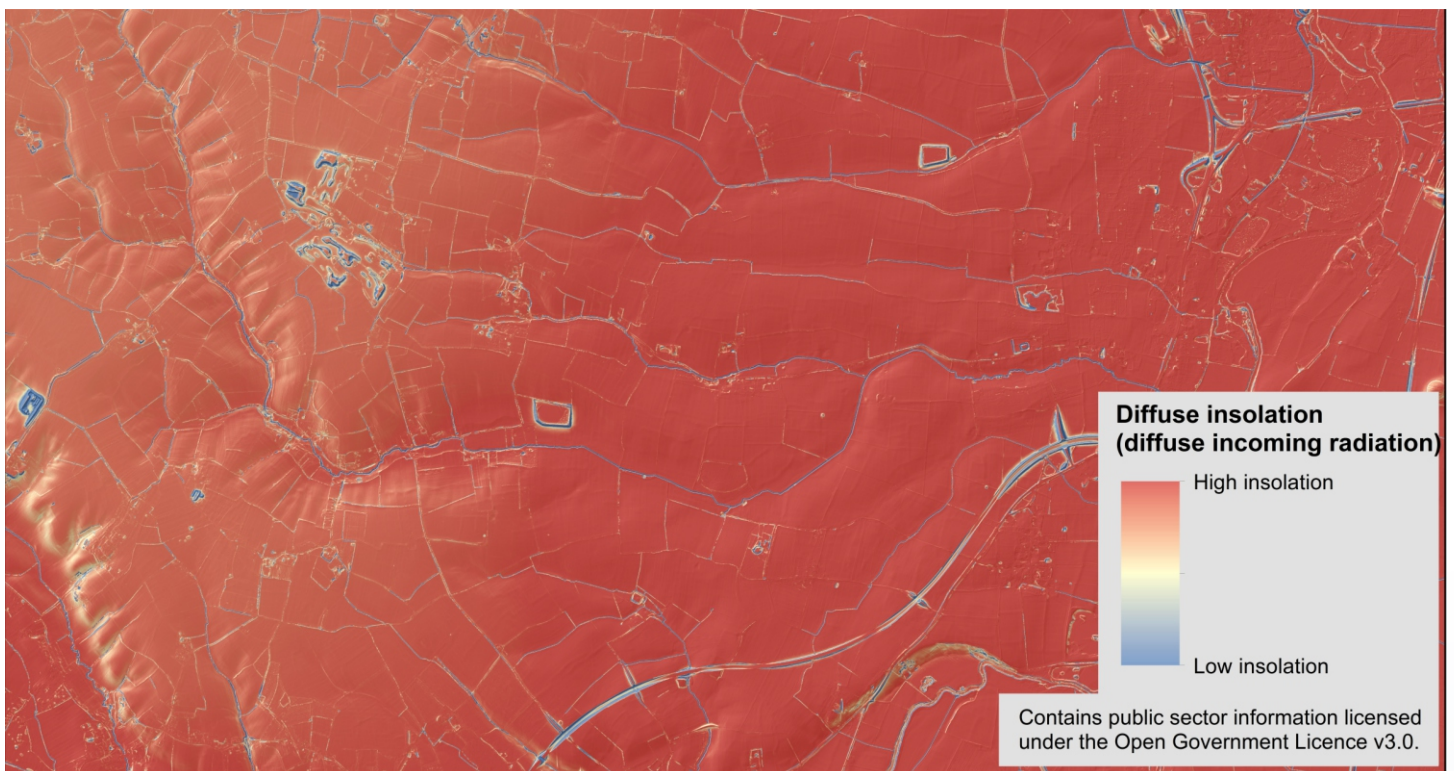 Diffuse insolation
(diffuse incoming radiation)
High insolation
Low insolation
Contains public sector information licensed
under the Open Government Licence v3.0.